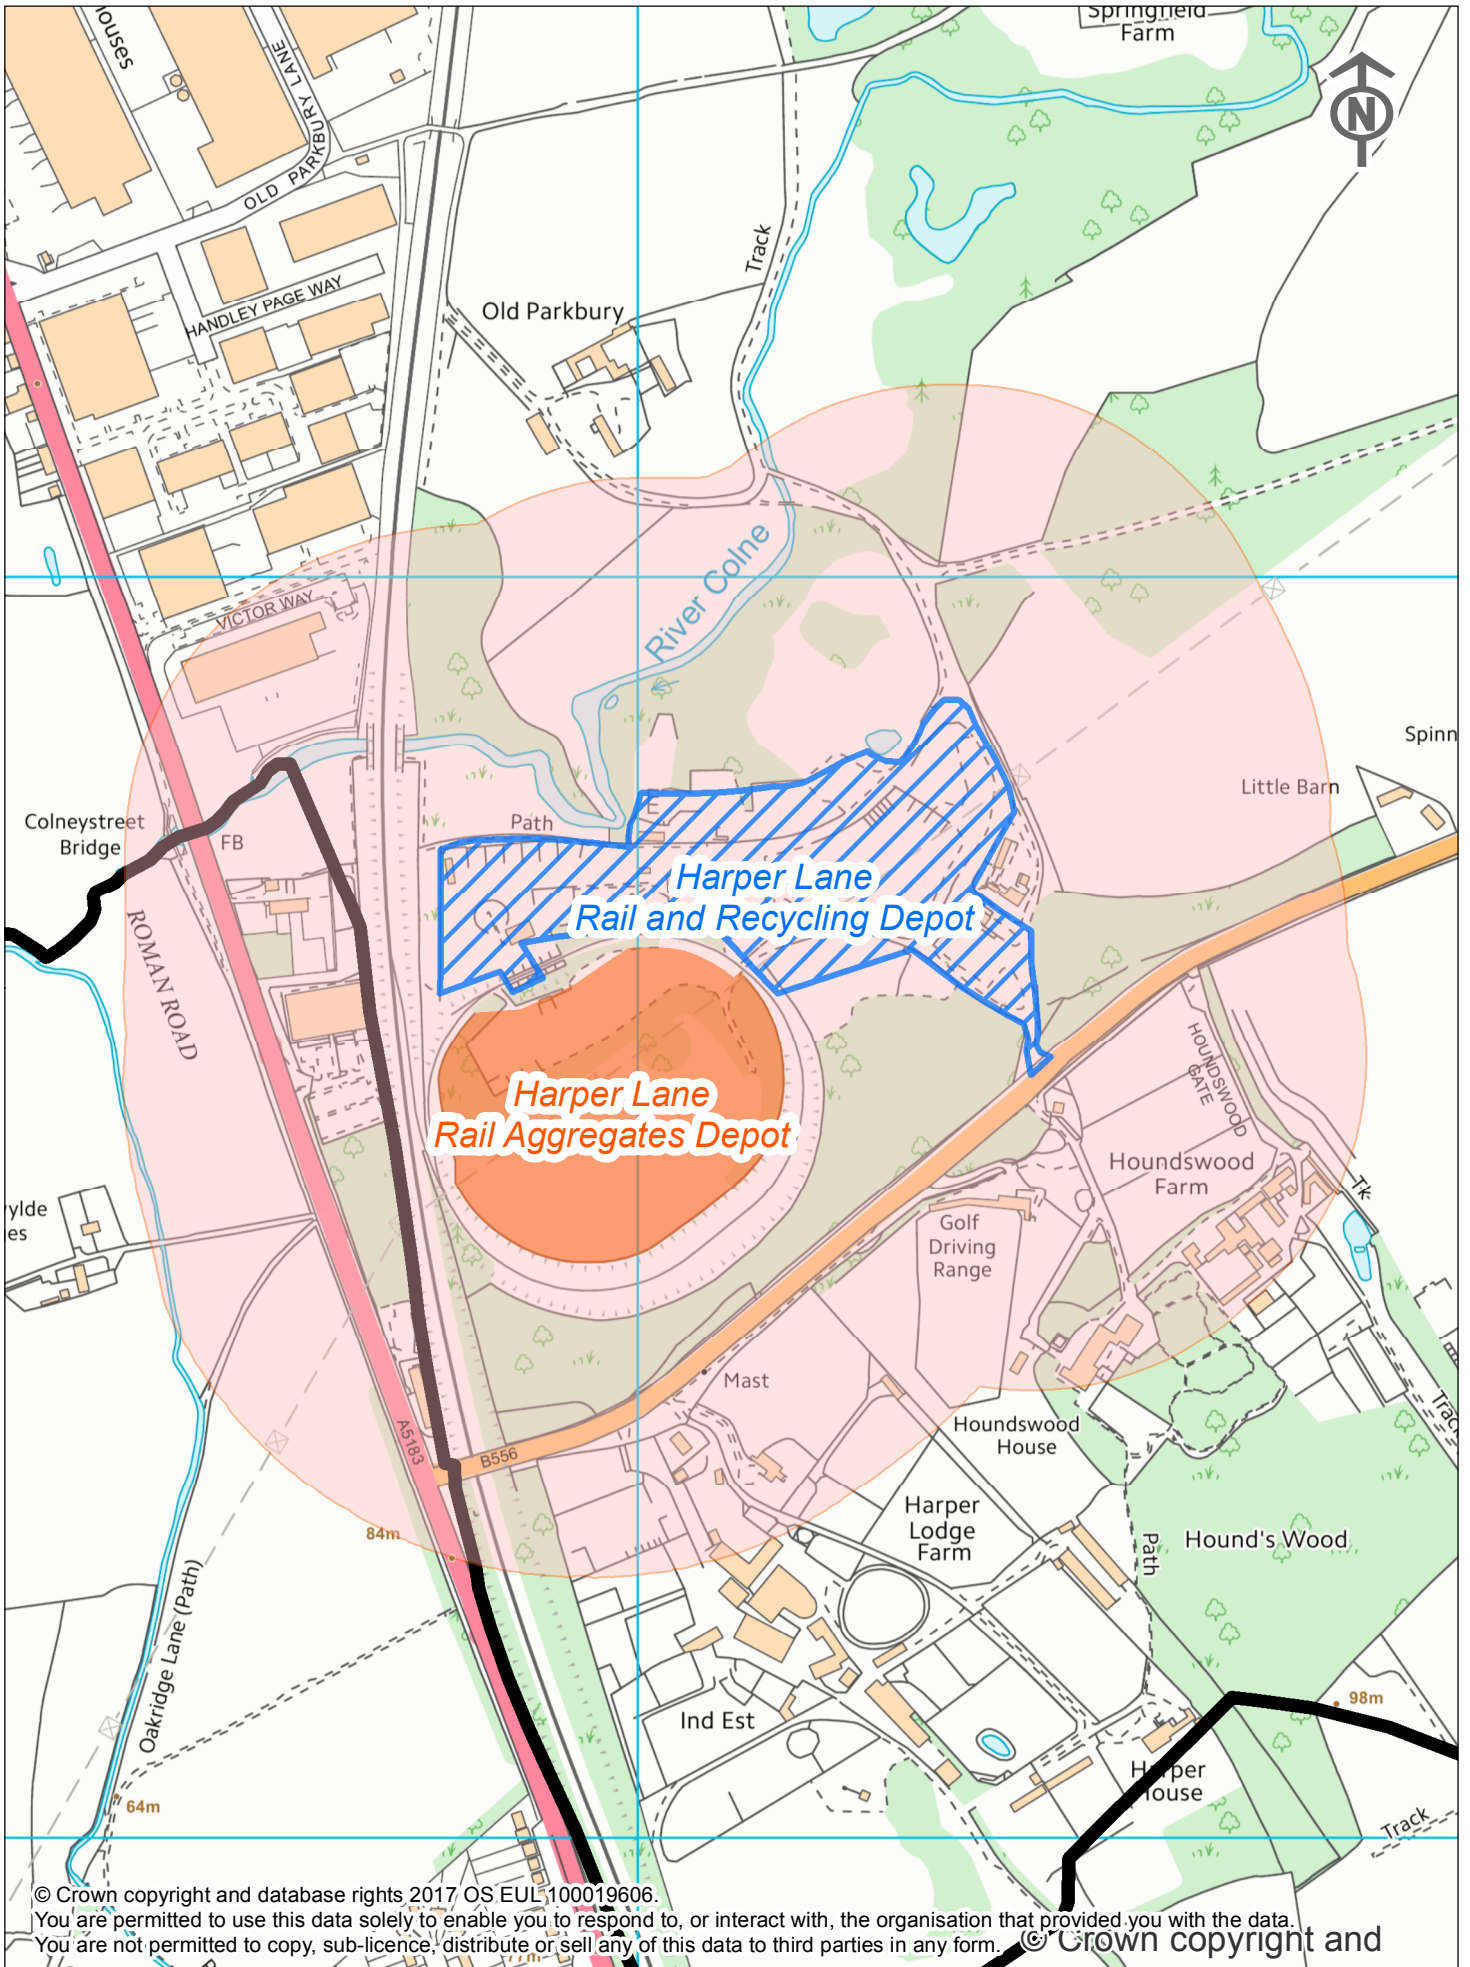 Springfield
Farm
N
OLD PARKBURY LANE
Track
Old Parkbury
HANDLEY PAGE WAY
River Colne
VICTOR WAY
Spinn
Little Barn
Colneystreet
Bridge
FB
Path
Harper Lane
Rail and Recycling Depot
ROMAN ROAD
HOUNDSWOOD
GATE
Harper Lane
Rail Aggregates Depot
Houndswood
Farm
Tk
Golf
Driving
Range
Mast
A5183
B556
Houndswood
House
Track
Harper
Lodge
Farm
84m
Path
Hound's Wood
Oakridge Lane (Path)
Ind Est
98m
Harper
House
64m
Track
© Crown copyright and database rights 2017 OS EUL 100019606.
You are permitted to use this data solely to enable you to respond to, or interact with, the organisation that provided you with the data.
You are not permitted to copy, sub-licence, distribute or sell any of this data to third parties in any form.
© Crown copyright and